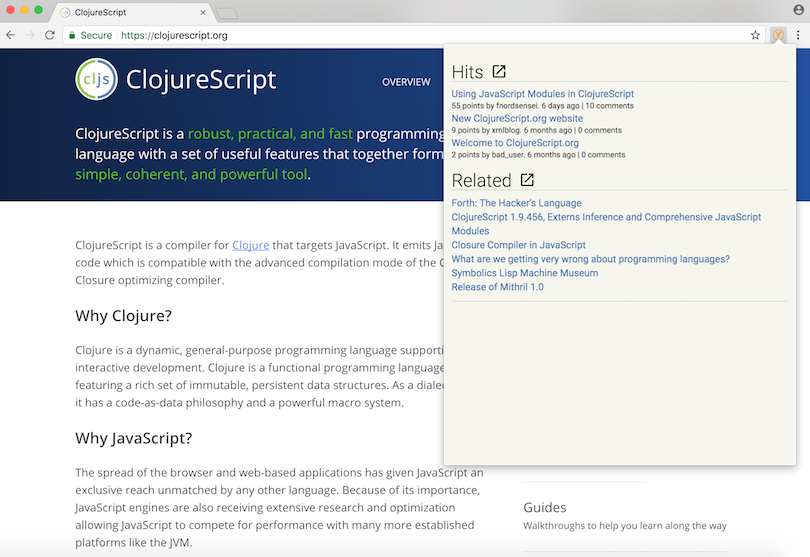 ClojureScript
Secure https://clojurescript.org
cljs ClojureScript
OVERVIEW
ClojureScript is a robust, practical, and fast programming
language with a set of useful features that together form
simple, coherent, and powerful tool.
ClojureScript is a compiler for Clojure that targets JavaScript. It emits
code which is compatible with the advanced compilation mode of the
Closure optimizing compiler.
Why Clojure?
Clojure is a dynamic, general-purpose programming language
interactive development. Clojure is a functional programming language
featuring a rich set of immutable, persistent data structures. As a
it has a code-as-data philosophy and a powerful macro system.
Why JavaScript?
The spread of the browser and web-based applications has given JavaScript an
exclusive reach unmatched by any other language. Because of its importance,
JavaScript engines are also receiving extensive research and optimization
allowing JavaScript to compete for performance with many more established
platforms like the JVM.
Hits
Using JavaScript Modules in ClojureScript
55 points by fnordsensei. 6 days ago | 10 comments
New ClojureScript.org website
9 points by xmlblog. 6 months ago | 0 comments
Welcome to ClojureScript.org
2 points by bad_user. 6 months ago | 0 comments
Related
Forth: The Hacker's Language
ClojureScript 1.9.456, Externs Inference and Comprehensive JavaScript
Modules
Closure Compiler in JavaScript
What are we getting very wrong about programming languages?
Symbolics Lisp Machine Museum
Release of Mithril 1.0
Guides
Walkthroughs to help you learn along the way